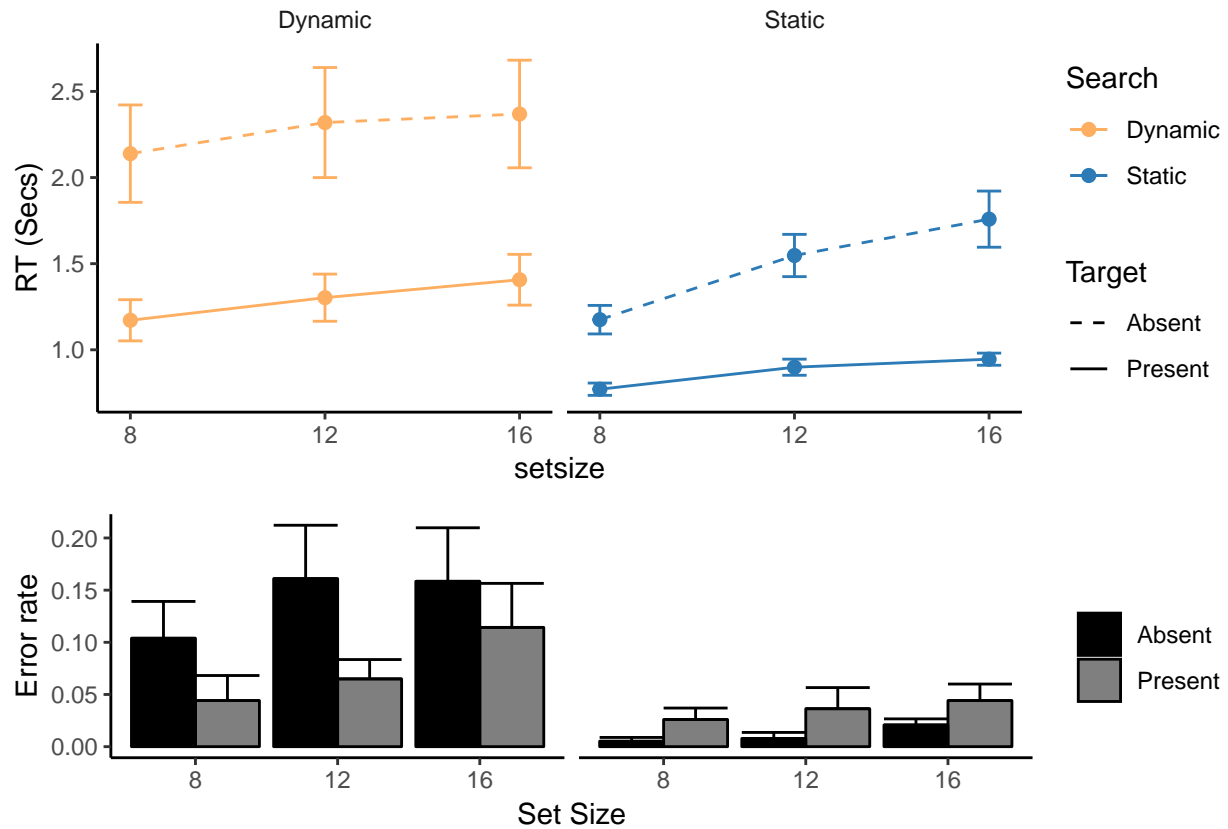 Dynamic
Static
2.5
2.0
1.5
1.0
RT (Secs)
8
12
16
8
12
16
setsize
Search
Dynamic
Static
Target
Absent
Present
0.20
0.15
0.10
0.05
0.00
Error rate
8
12
16
8
12
16
Set Size
Absent
Present